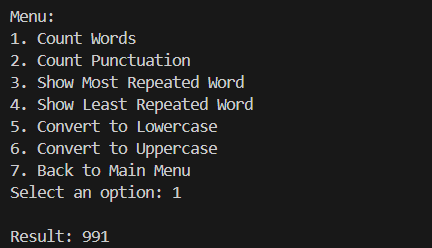 Menu:
1. Count Words
2. Count Punctuation
3. Show Most Repeated Word
4. Show Least Repeated Word
5. Convert to Lowercase
6. Convert to Uppercase
7. Back to Main Menu
Select an option: 1
Result: 991